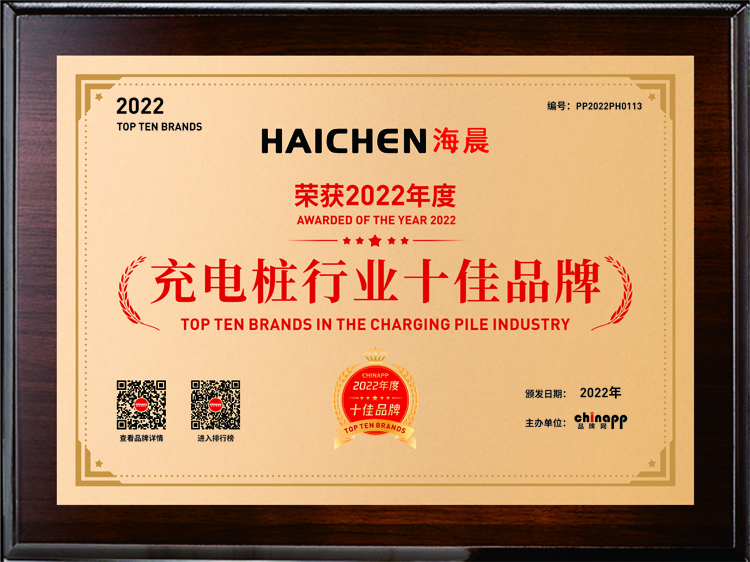 2022
TOP TEN BRANDS
编号：PP2022PH0113
HAICHEN海晨
荣获2022年度
AWARDED OF THE YEAR 2022
充电桩行业十佳品牌
TOP TEN BRANDS IN THE CHARGING PILE INDUSTRY
CHINAPP
2022年度
十佳品牌
TOP TEN BRANDS
查看品牌详情
进入排行榜
颁发日期： 2022年
主办单位： chinapp
品牌网